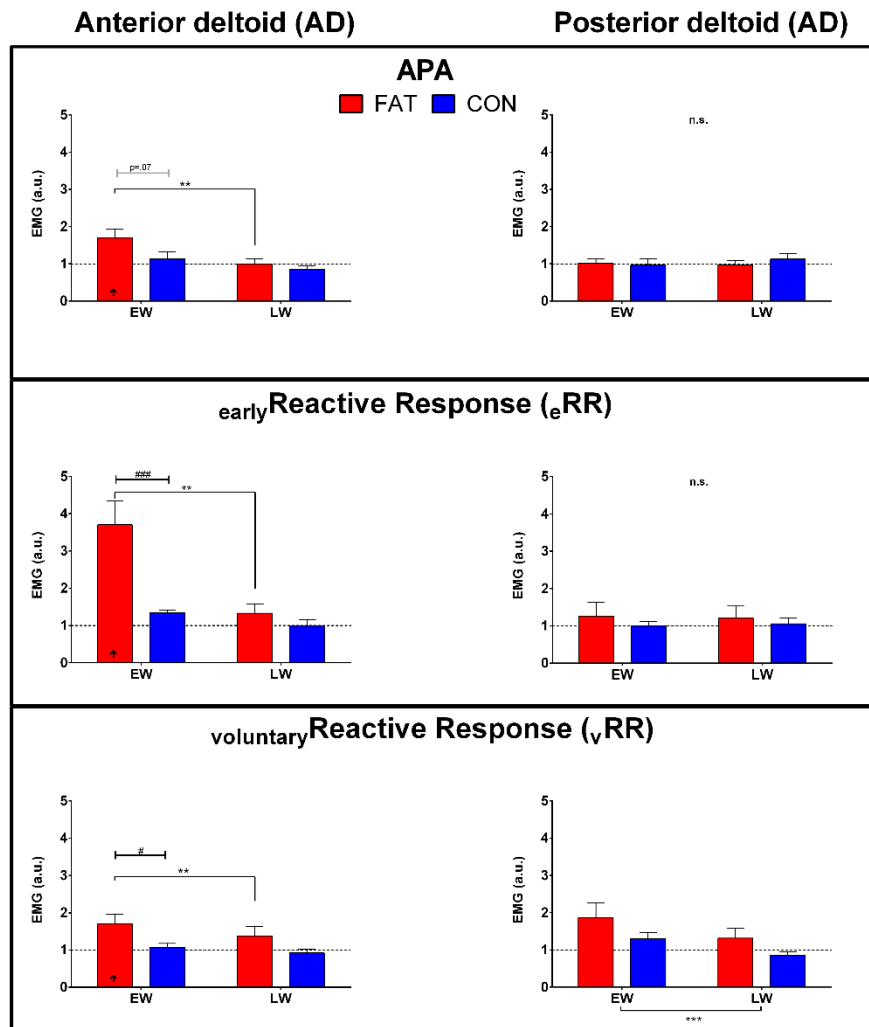 Anterior deltoid (AD)
Posterior deltoid (AD)
APA
FAT CON
EMG (a.u.)
5
4
3
2
1
0
p=.07
**
EW LW
EMG (a.u.)
5
4
3
2
1
0
n.s.
EW LW
earlyReactive Response (eRR)
EMG (a.u.)
5
4
3
2
1
0
###
**
EW LW
EMG (a.u.)
5
4
3
2
1
0
n.s.
EW LW
voluntaryReactive Response (vRR)
EMG (a.u.)
5
4
3
2
1
0
#
**
EW LW
EMG (a.u.)
5
4
3
2
1
0
EW LW
***